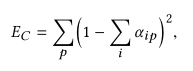 $E_C = \sum_p \left(1 - \sum_i \alpha_{ip}\right)^2,$